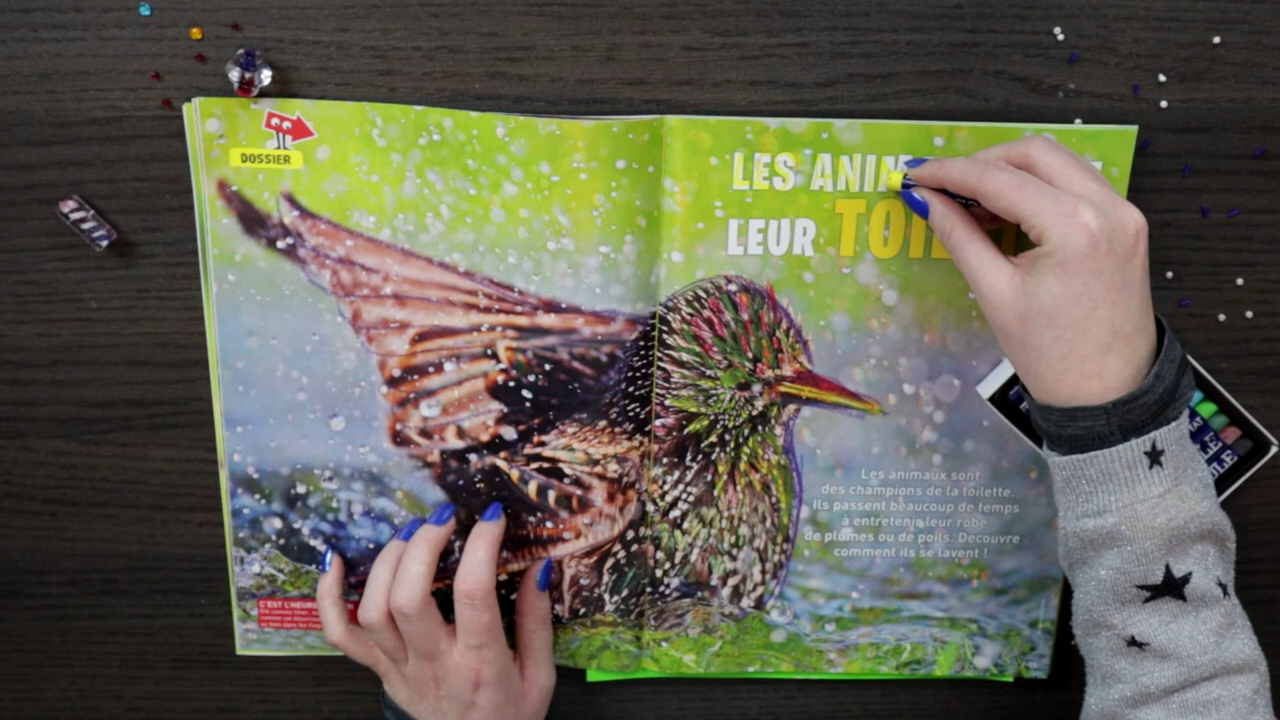 DOSSIER
LES ANIM
LEUR TOI
Les animaux sont
des champions de la toilette.
Ils passent beaucoup de temps
à entretenir leur robe
de plumes ou de poils. Découvre
comment ils se lavent !
C'EST L'HEURE